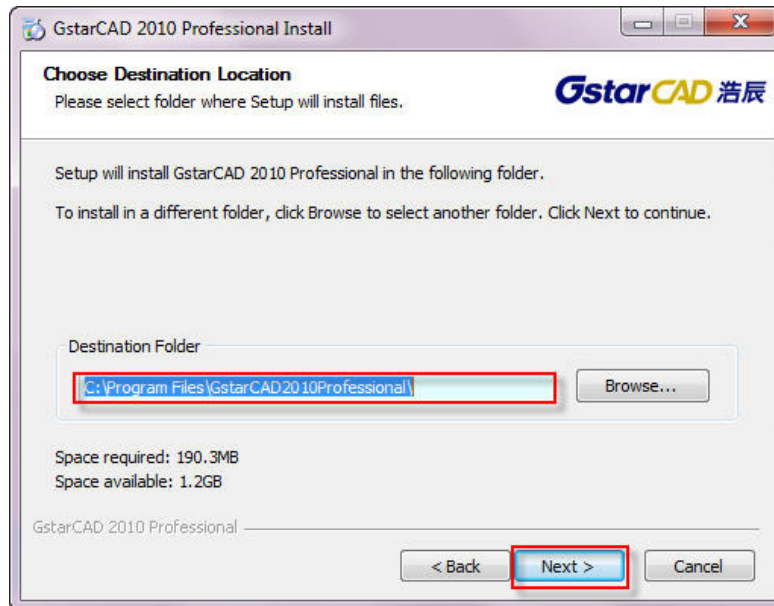 GstarCAD 2010 Professional Install
Choose Destination Location
Please select folder where Setup will install files.
GstarCAD 浩辰
Setup will install GstarCAD 2010 Professional in the following folder.
To install in a different folder, click Browse to select another folder. Click Next to continue.
Destination Folder
C:\Program Files\GstarCAD2010Professional\
Browse...
Space required: 190.3MB
Space available: 1.2GB
GstarCAD 2010 Professional
< Back
Next >
Cancel